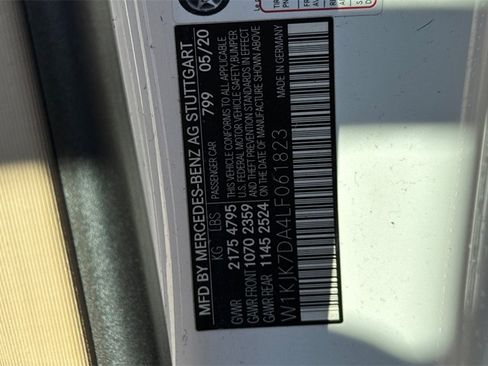 MFD BY MERCEDES-BENZ AG STUTTGART
KG LBS PASSENGER CAR 799 05/20
GVWR 2175 4795 THIS VEHICLE CONFORMS TO ALL APPLICABLE
GAWR FRONT 1070 2359 U.S. FEDERAL MOTOR VEHICLE SAFETY, BUMPER
AND THEFT PREVENTION STANDARDS IN EFFECT
GAWR REAR 1145 2524 ON THE DATE OF MANUFACTURE SHOWN ABOVE
W1KJK7DA4LF061823 MADE IN GERMANY